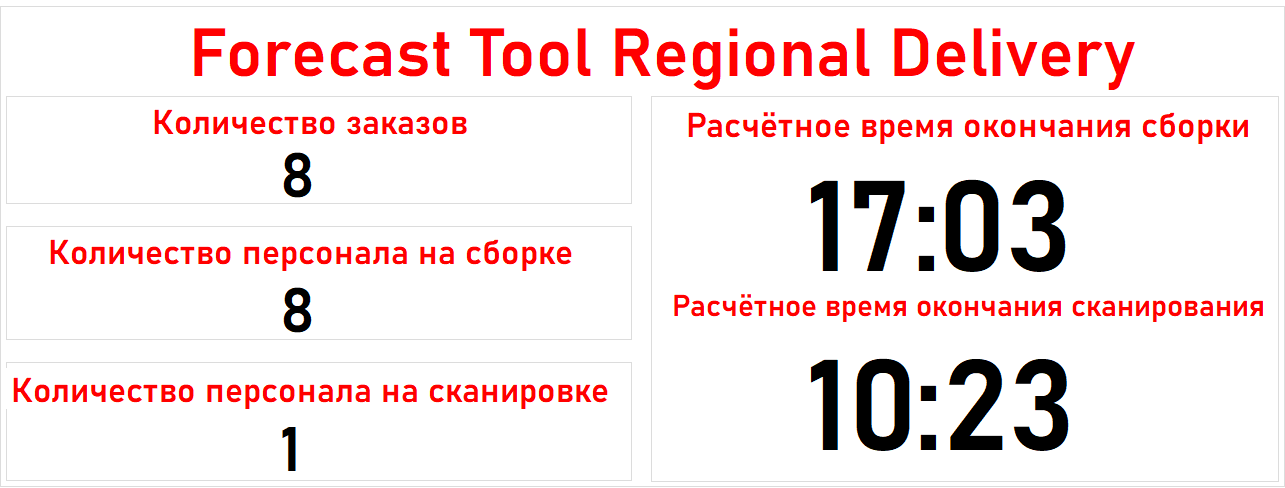 Forecast Tool Regional Delivery
Количество заказов
8
Количество персонала на сборке
8
Количество персонала на сканировке
1
Расчётное время окончания сборки
17:03
Расчётное время окончания сканирования
10:23